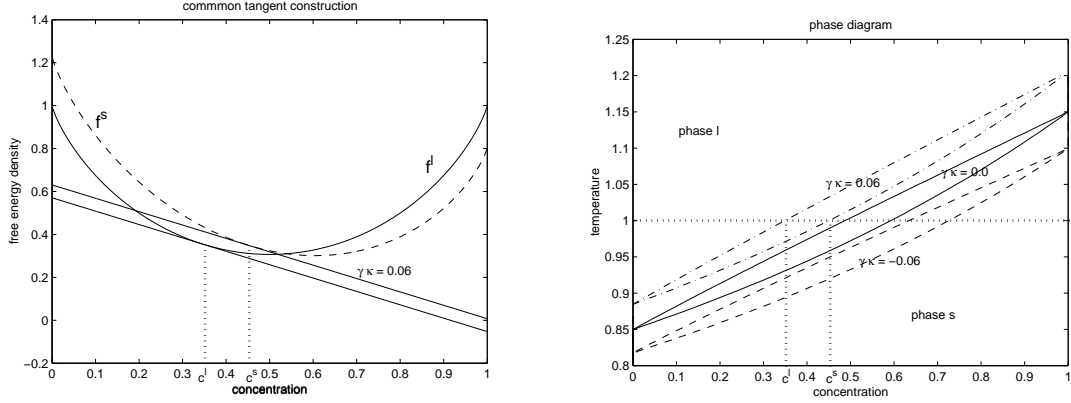 commmon tangent construction
1.4
1.2
1
0.8
0.6
0.4
0.2
0
−0.2
free energy density
f^s
f^l
γ κ = 0.06
0 0.1 0.2 0.3 0.4 0.5 0.6 0.7 0.8 0.9 1
c^l c^s
concentration
phase diagram
1.25
1.2
1.15
1.1
1.05
1
0.95
0.9
0.85
0.8
temperature
phase l
γ κ = 0.06
γ κ = 0.0
γ κ = −0.06
phase s
0 0.1 0.2 0.3 0.4 0.5 0.6 0.7 0.8 0.9 1
c^l c^s
concentration